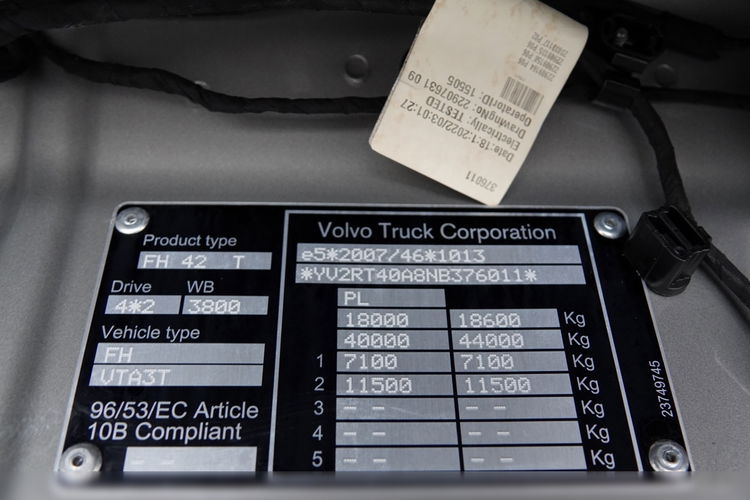 376011
Date:18:1:2022/03:01:27
Electrically: TESTED
DrawingNo: 22907631 09
OperatorID: 15505
Volvo Truck Corporation
e5*2007/46*1013
*YV2RT40A8NB376011*
PL
18000 18600 Kg
40000 44000 Kg
1 7100 7100 Kg
2 11500 11500 Kg
3 -- -- Kg
4 -- -- Kg
5 -- -- Kg
Product type
FH 42 T
Drive WB
4*2 3800
Vehicle type
FH
VTA3T
96/53/EC Article
10B Compliant
-- --
23749745